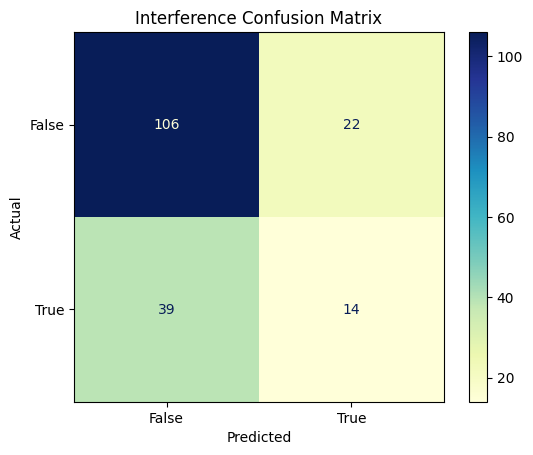 Interference Confusion Matrix
Actual
False
106
22
True
39
14
False
True
Predicted
100
80
60
40
20